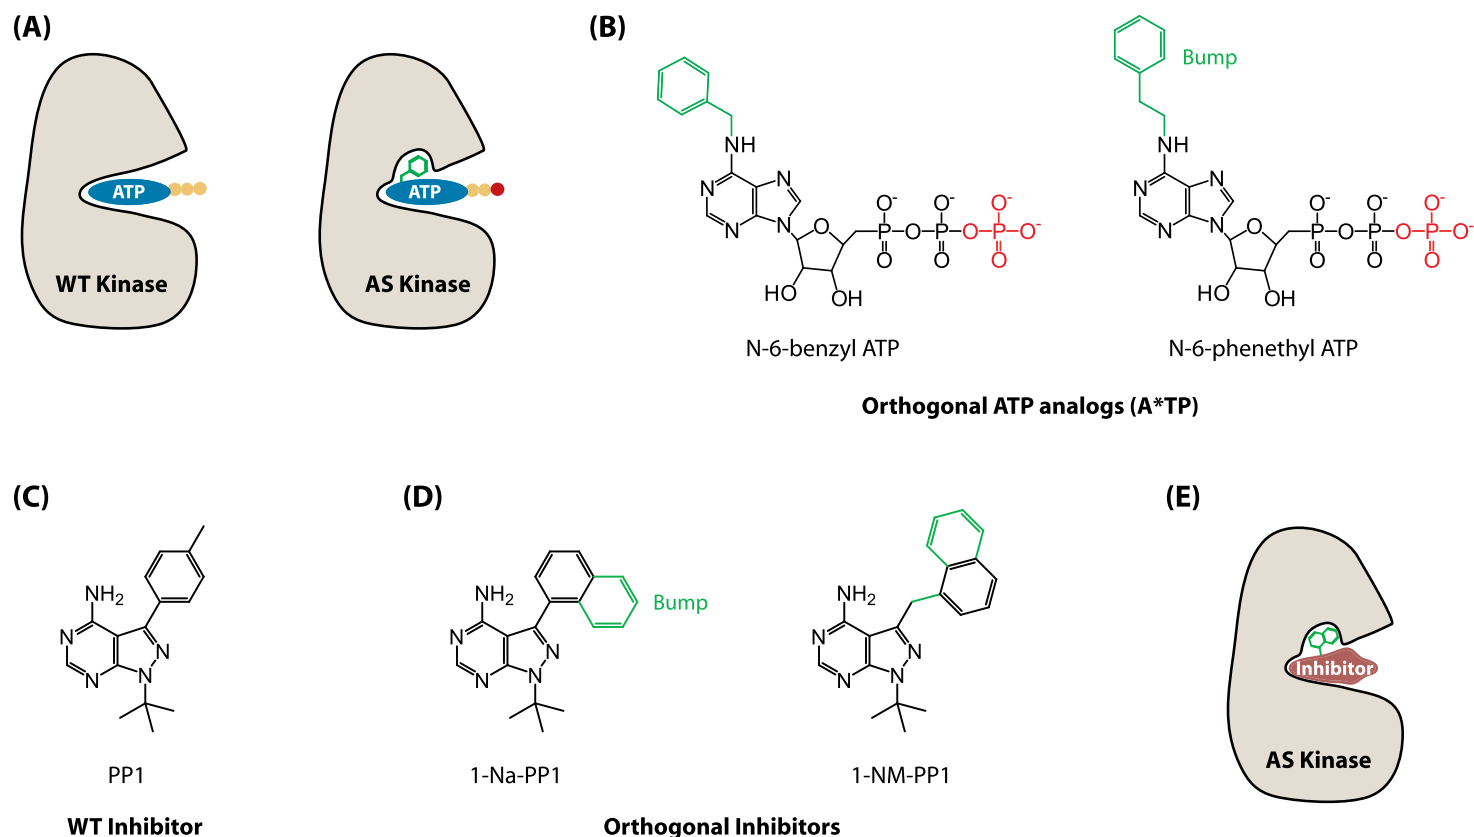 (A)
ATP
WT Kinase
ATP
AS Kinase
(B)
NH
N
N
N
N
O
O-
O-
O-
P
O
P
O
P
O-
O
O
O
HO
OH
N-6-benzyl ATP
Bump
NH
N
N
N
N
O
O-
O-
O-
P
O
P
O
P
O-
O
O
O
HO
OH
N-6-phenethyl ATP
Orthogonal ATP analogs (A*TP)
(C)
NH2
N
N
N
N
PP1
WT Inhibitor
(D)
NH2
N
N
N
N
Bump
1-Na-PP1
NH2
N
N
N
N
1-NM-PP1
Orthogonal Inhibitors
(E)
Inhibitor
AS Kinase